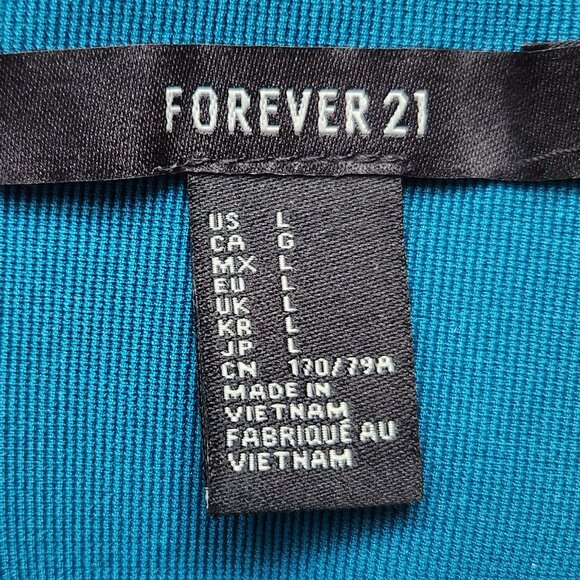 FOREVER 21
US L
CA G
MX L
EU L
UK L
KR L
JP L
CN 170/79A
MADE IN
VIETNAM
FABRIQUÉ AU
VIETNAM